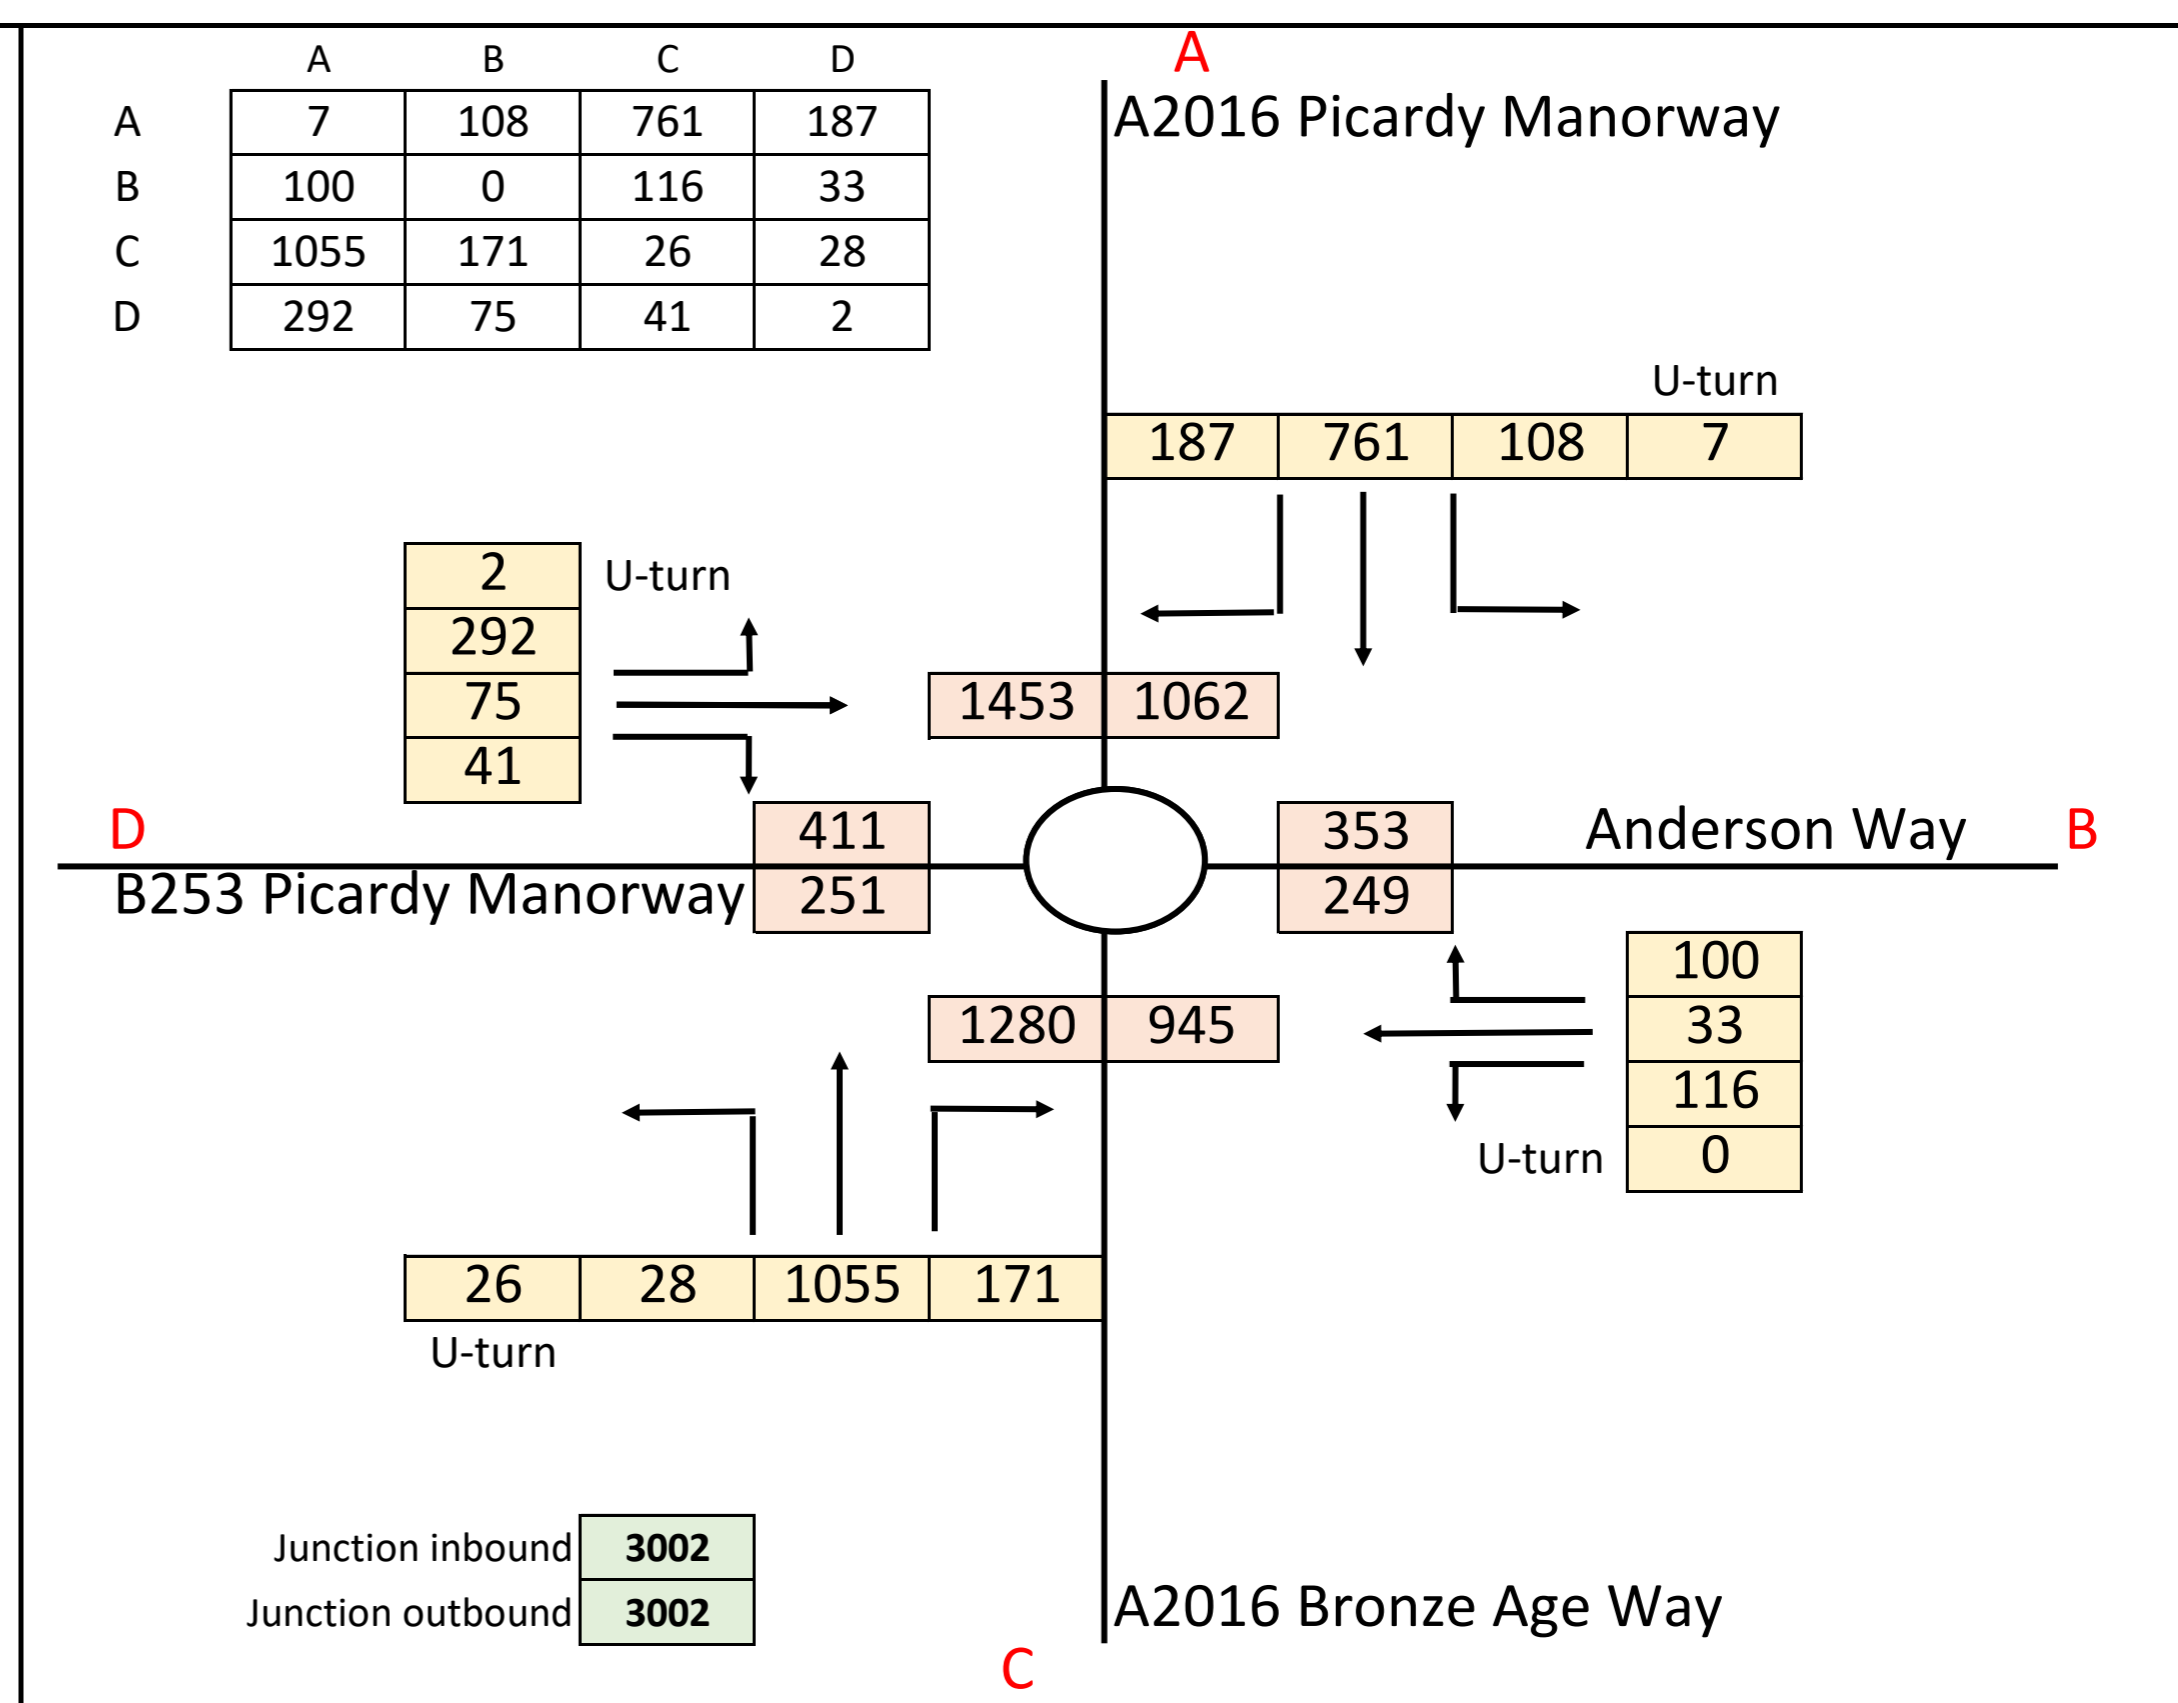 A B C D
A 7 108 761 187
B 100 0 116 33
C 1055 171 26 28
D 292 75 41 2
A
A2016 Picardy Manorway
U-turn
187 761 108 7
2 U-turn
292
75
41
1453 1062
D
B253 Picardy Manorway
411
251
353
249
Anderson Way B
1280 945
100
33
116
U-turn 0
26 28 1055 171
U-turn
Junction inbound 3002
Junction outbound 3002
A2016 Bronze Age Way
C